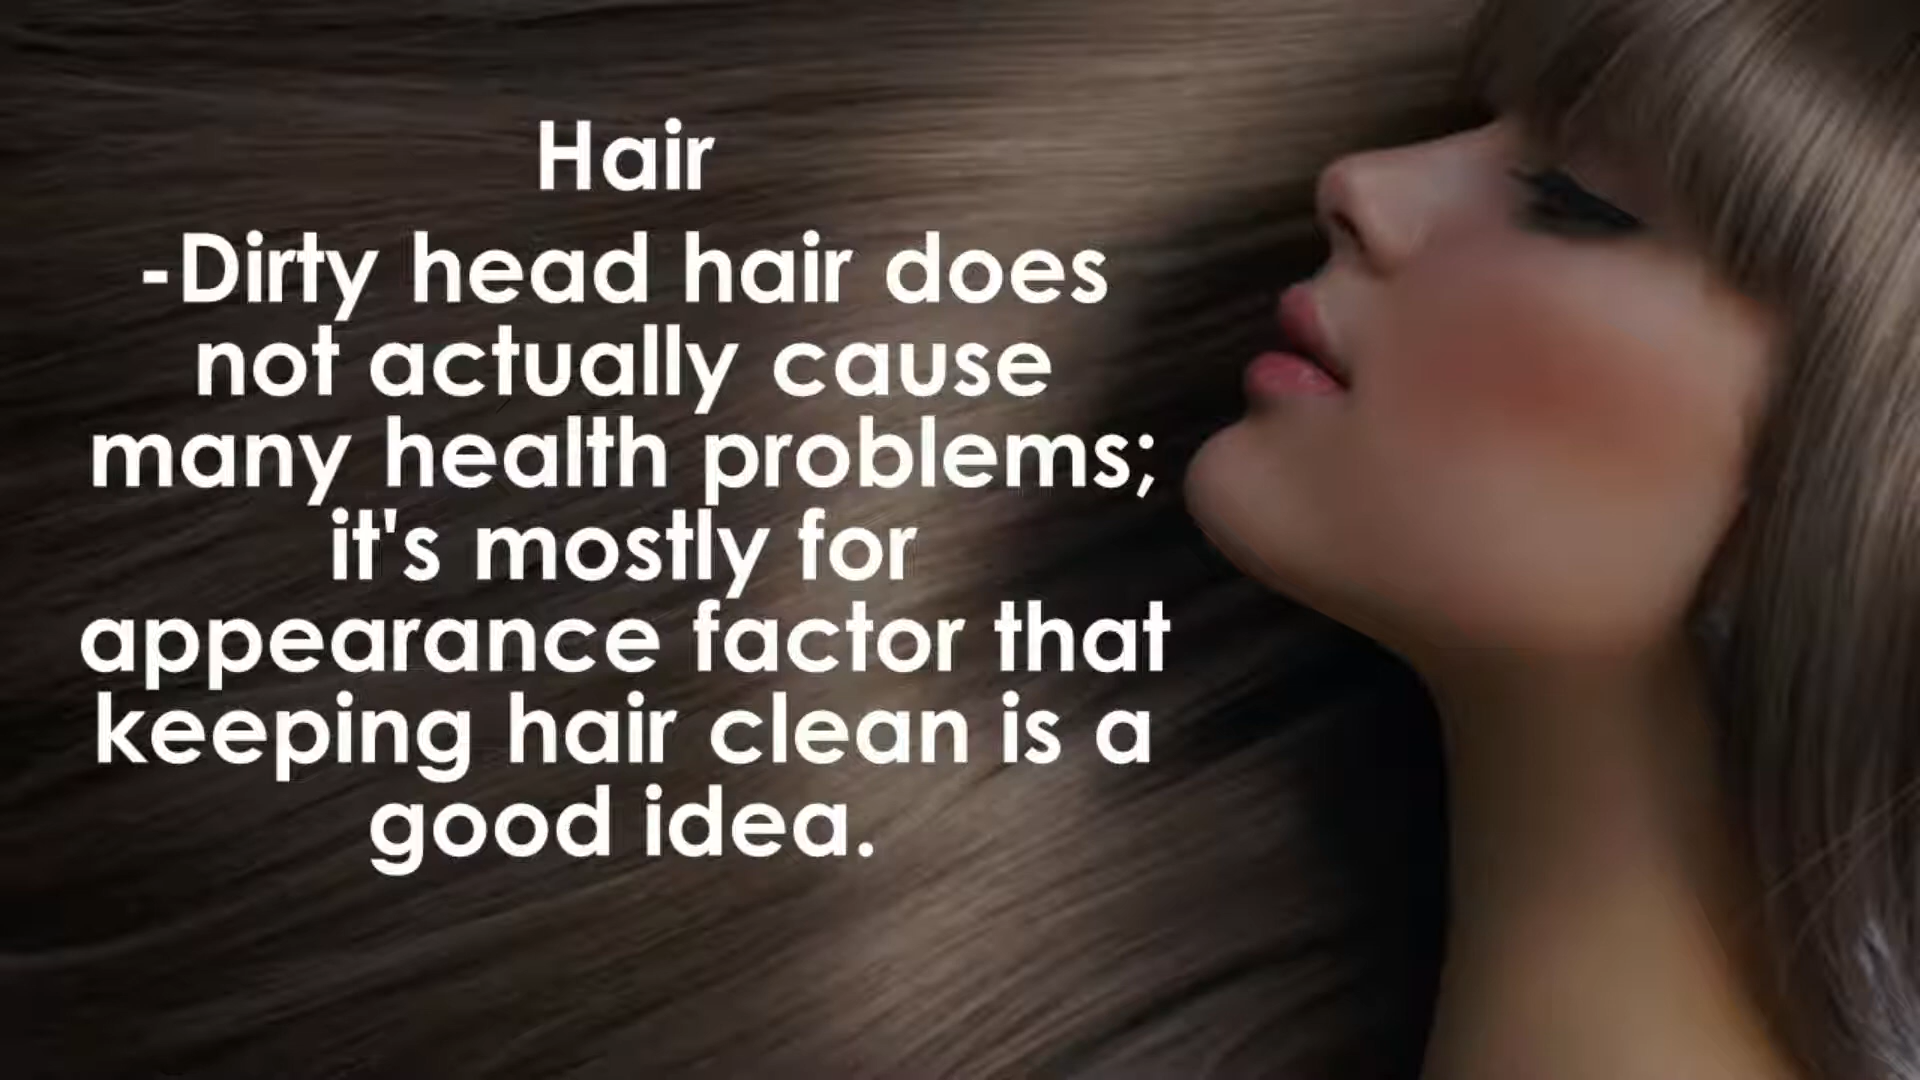 Hair
-Dirty head hair does
not actually cause
many health problems;
it's mostly for
appearance factor that
keeping hair clean is a
good idea.